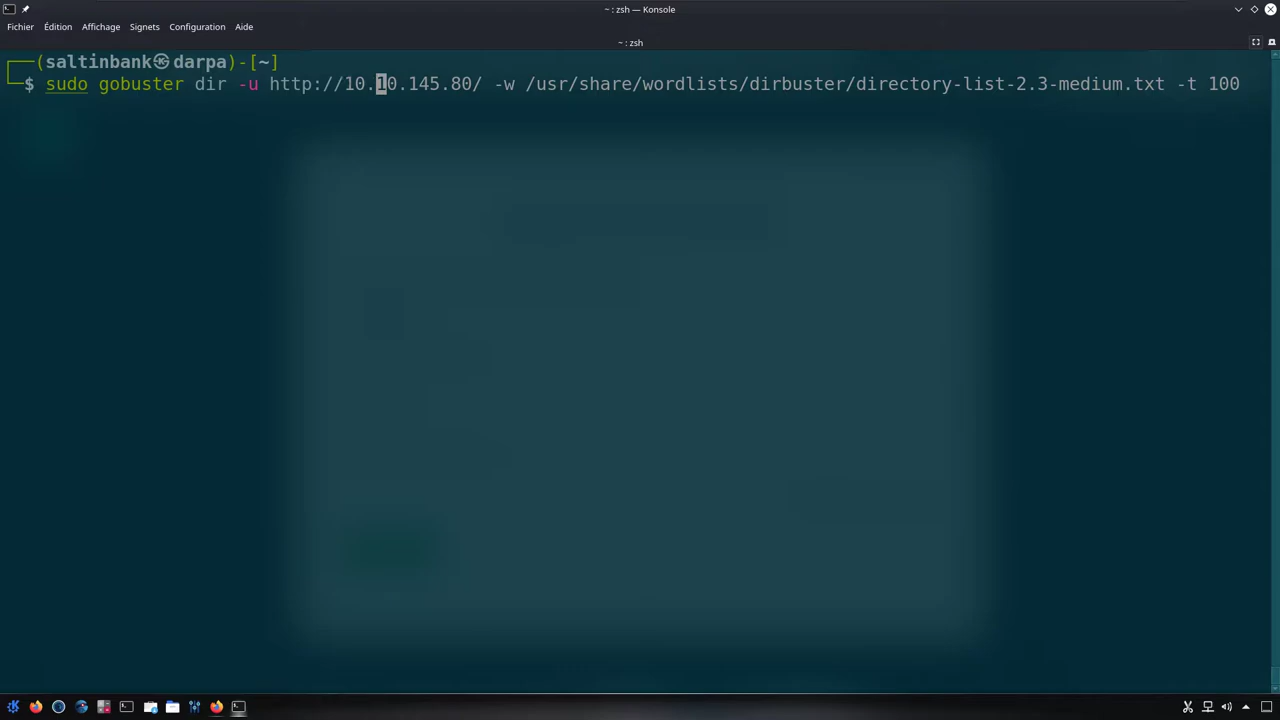 ~ : zsh — Konsole
Fichier Édition Affichage Signets Configuration Aide
~ : zsh
(saltinbank㉿darpa)-[~]
$ sudo gobuster dir -u http://10.10.145.80/ -w /usr/share/wordlists/dirbuster/directory-list-2.3-medium.txt -t 100